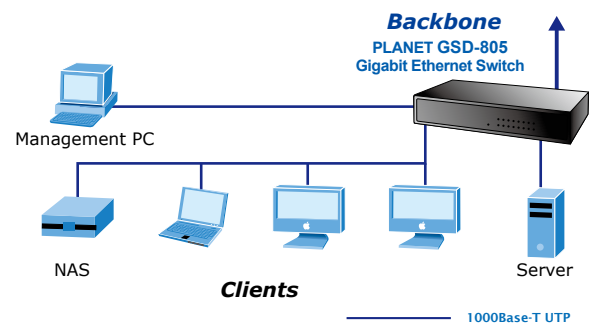 Backbone
PLANET GSD-805
Gigabit Ethernet Switch
Management PC
NAS
Server
Clients
1000Base-T UTP